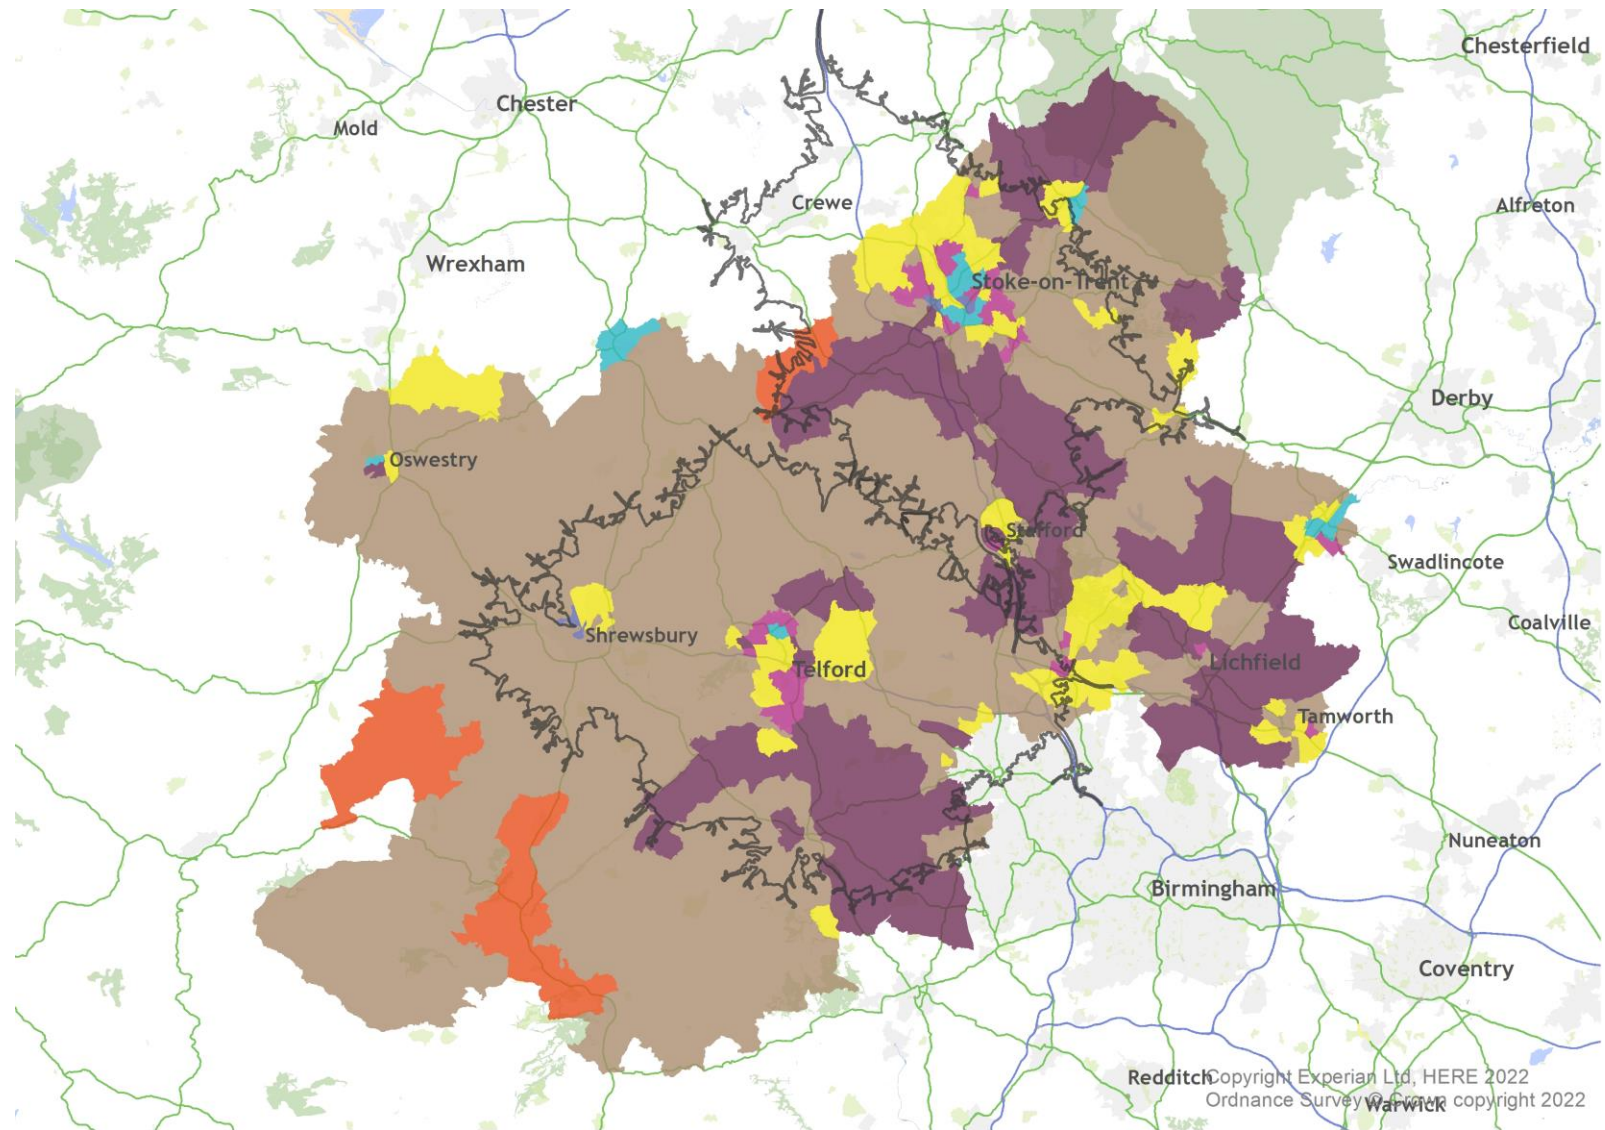 Chesterfield
Chester
Mold
Crewe
Alfreton
Wrexham
Stoke-on-Trent
Derby
Oswestry
Stafford
Swadlincote
Coalville
Shrewsbury
Lichfield
Telford
Tamworth
Nuneaton
Birmingham
Coventry
Redditch
Copyright Experian Ltd, HERE 2022
Ordnance Survey © Crown copyright 2022
Warwick